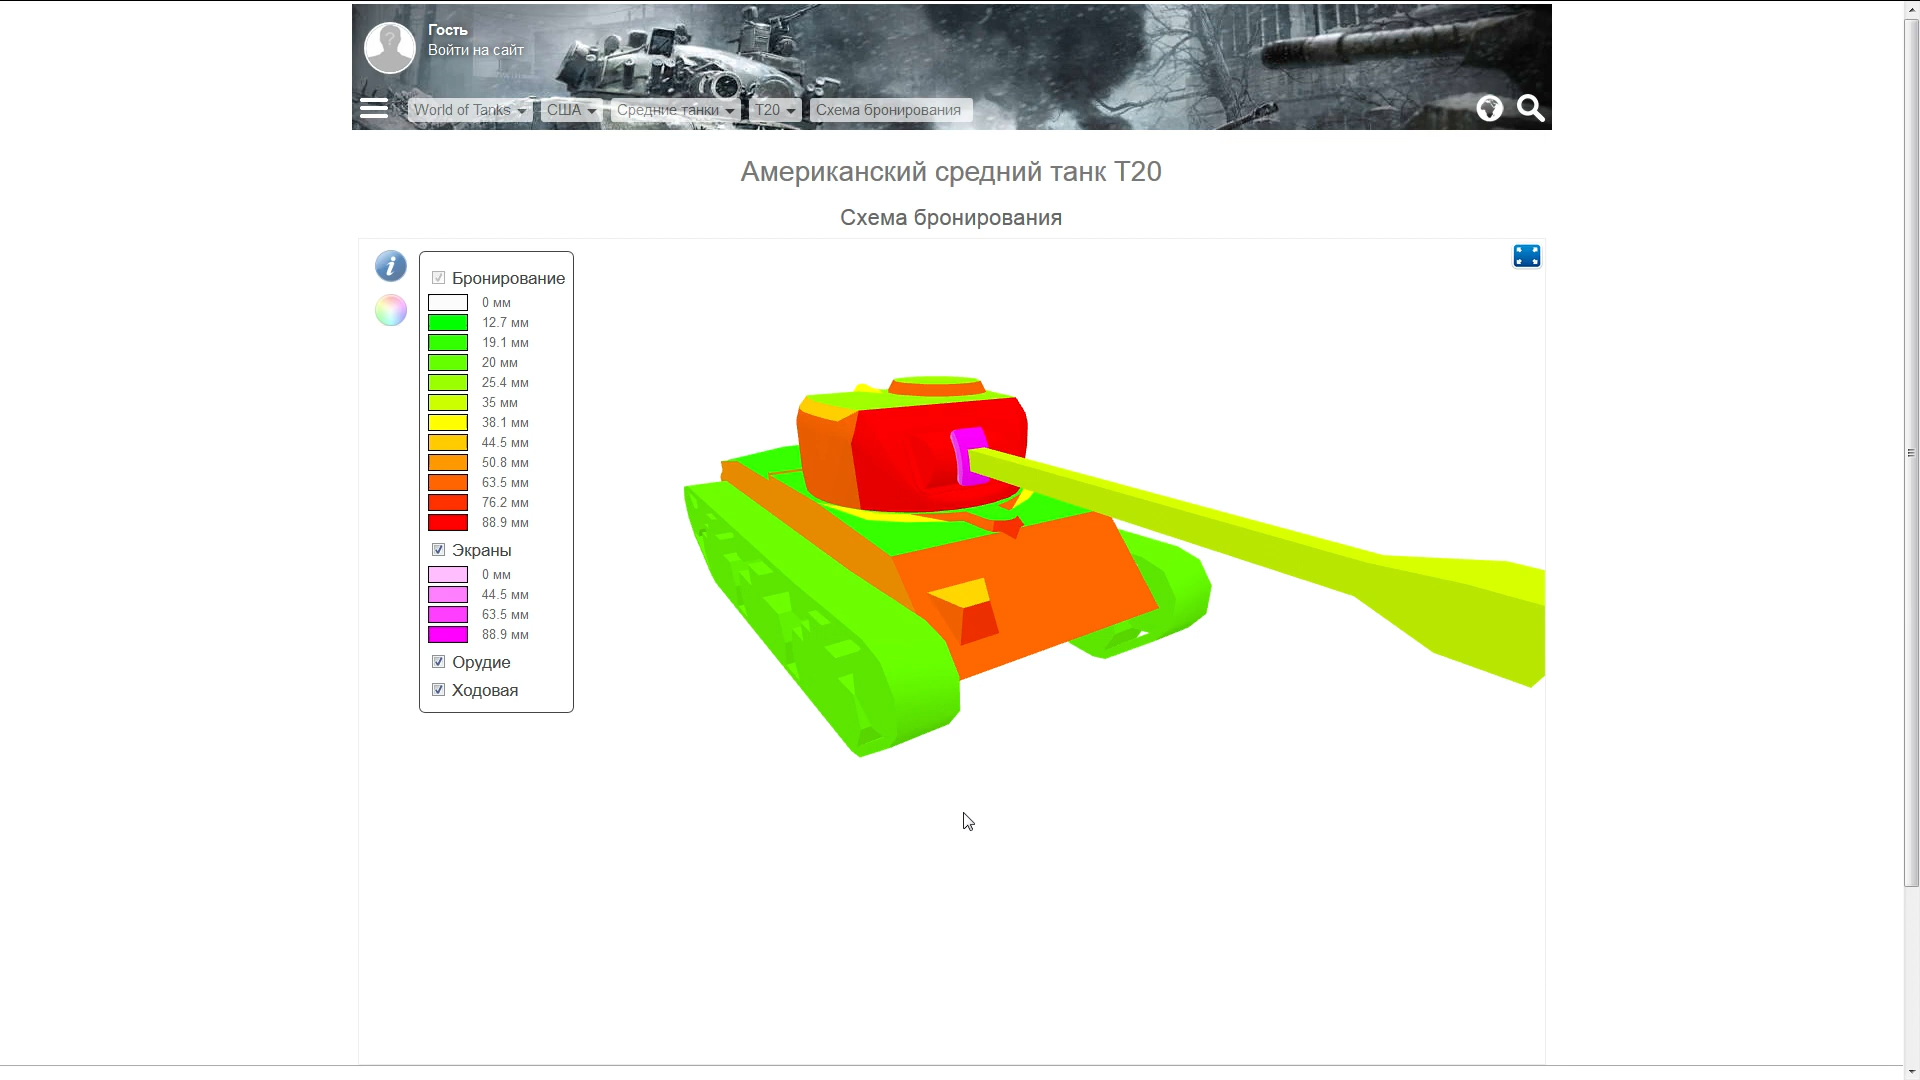 Гость
Войти на сайт
World of Tanks США Средние танки T20 Схема бронирования
Американский средний танк T20
Схема бронирования
Бронирование
0 мм
12.7 мм
19.1 мм
20 мм
25.4 мм
35 мм
38.1 мм
44.5 мм
50.8 мм
63.5 мм
76.2 мм
88.9 мм
Экраны
0 мм
44.5 мм
63.5 мм
88.9 мм
Орудие
Ходовая